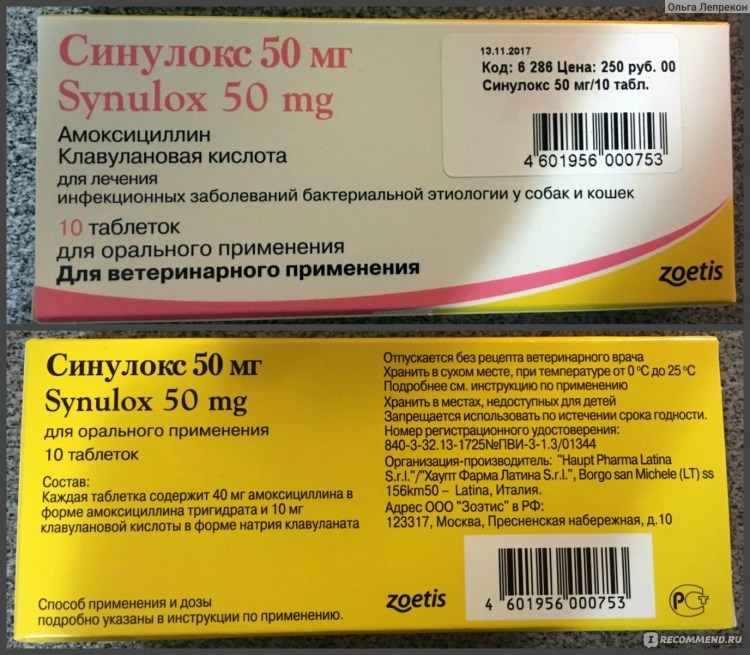 Ольга Лепрекон
Синулокс 50 мг
Synulox 50 mg
Амоксициллин
Клавулановая кислота
для лечения
инфекционных заболеваний бактериальной этиологии у собак и кошек
10 таблеток
для орального применения
Для ветеринарного применения
13.11.2017
Код: 6 286 Цена: 250 руб. 00
Синулокс 50 мг/10 табл.
4 601956 000753
zoetis
Синулокс 50 мг
Synulox 50 mg
для орального применения
10 таблеток
Состав:
Каждая таблетка содержит 40 мг амоксициллина в
форме амоксициллина тригидрата и 10 мг
клавулановой кислоты в форме натрия клавуланата
Способ применения и дозы
подробно указаны в инструкции по применению.
Отпускается без рецепта ветеринарного врача
Хранить в сухом месте, при температуре от 0 °C до 25 °C
Подробнее см. инструкцию по применению
Хранить в местах, недоступных для детей
Запрещается использовать по истечении срока годности.
Номер регистрационного удостоверения:
840-3-32.13-1725№ПВИ-3-1.3/01344
Организация-производитель: "Haupt Pharma Latina
S.r.l."/"Хаупт Фарма Латина S.r.l.", Borgo san Michele (LT) ss
156km50 – Latina, Италия.
Адрес ООО "Зоэтис" в РФ:
123317, Москва, Пресненская набережная, д.10
zoetis
4 601956 000753
РСТ
IRECOMMEND.RU